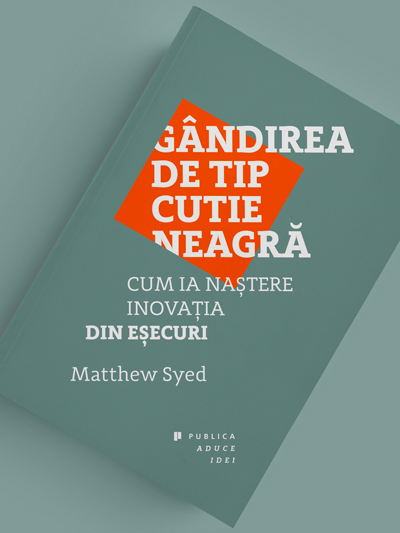 GÂNDIREA
DE TIP
CUTIE
NEAGRĂ
CUM IA NAȘTERE
INOVAȚIA
DIN EȘECURI
Matthew Syed
PUBLICA
ADUCE
IDEI